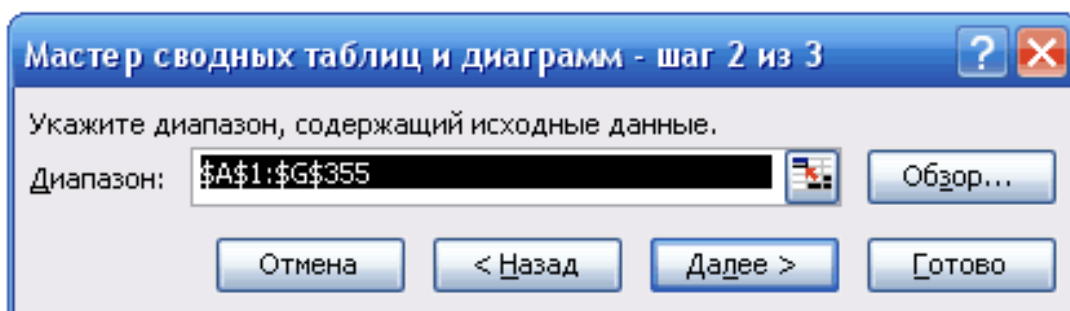 Мастер сводных таблиц и диаграмм - шаг 2 из 3
Укажите диапазон, содержащий исходные данные.
Диапазон: $A$1:$G$355 Обзор...
Отмена < Назад Далее > Готово